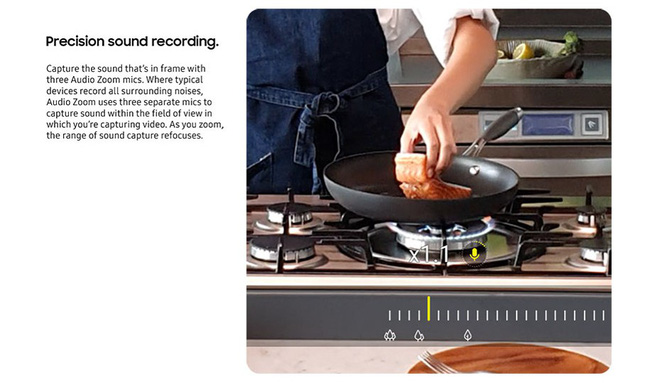 Precision sound recording.
Capture the sound that's in frame with
three Audio Zoom mics. Where typical
devices record all surrounding noises,
Audio Zoom uses three separate mics to
capture sound within the field of view in
which you're capturing video. As you zoom,
the range of sound capture refocuses.
x1.1